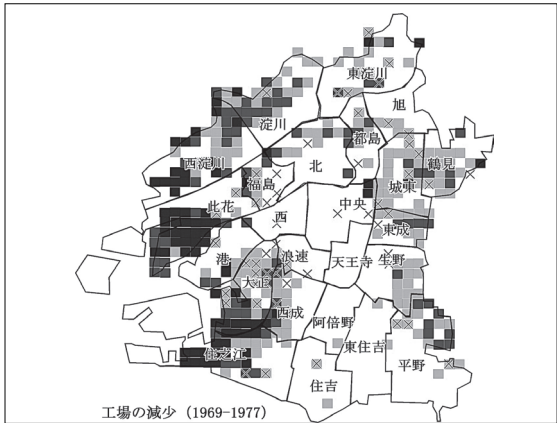 東淀川
旭
淀川
都島
北
鶴見
西淀川
城東
福島
此花
中央
西
東成
港
浪速
天王寺
生野
大正
西成
阿倍野
東住吉
住之江
平野
住吉
工場の減少 (1969-1977)